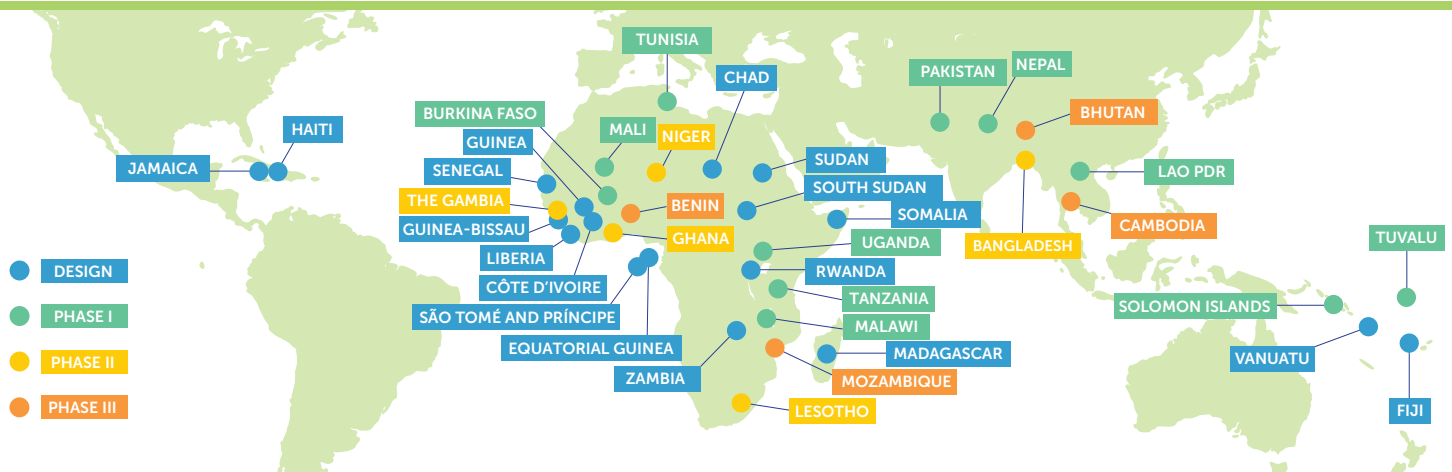 TUNISIA
CHAD
PAKISTAN
NEPAL
BURKINA FASO
MALI
NIGER
BHUTAN
HAITI
GUINEA
JAMAICA
SENEGAL
SUDAN
LAO PDR
THE GAMBIA
BENIN
SOUTH SUDAN
SOMALIA
CAMBODIA
GUINEA-BISSAU
GHANA
UGANDA
BANGLADESH
TUVALU
LIBERIA
RWANDA
DESIGN
CÔTE D'IVOIRE
TANZANIA
SOLOMON ISLANDS
PHASE I
SÃO TOMÉ AND PRÍNCIPE
MALAWI
EQUATORIAL GUINEA
MADAGASCAR
VANUATU
PHASE II
ZAMBIA
MOZAMBIQUE
PHASE III
LESOTHO
FIJI